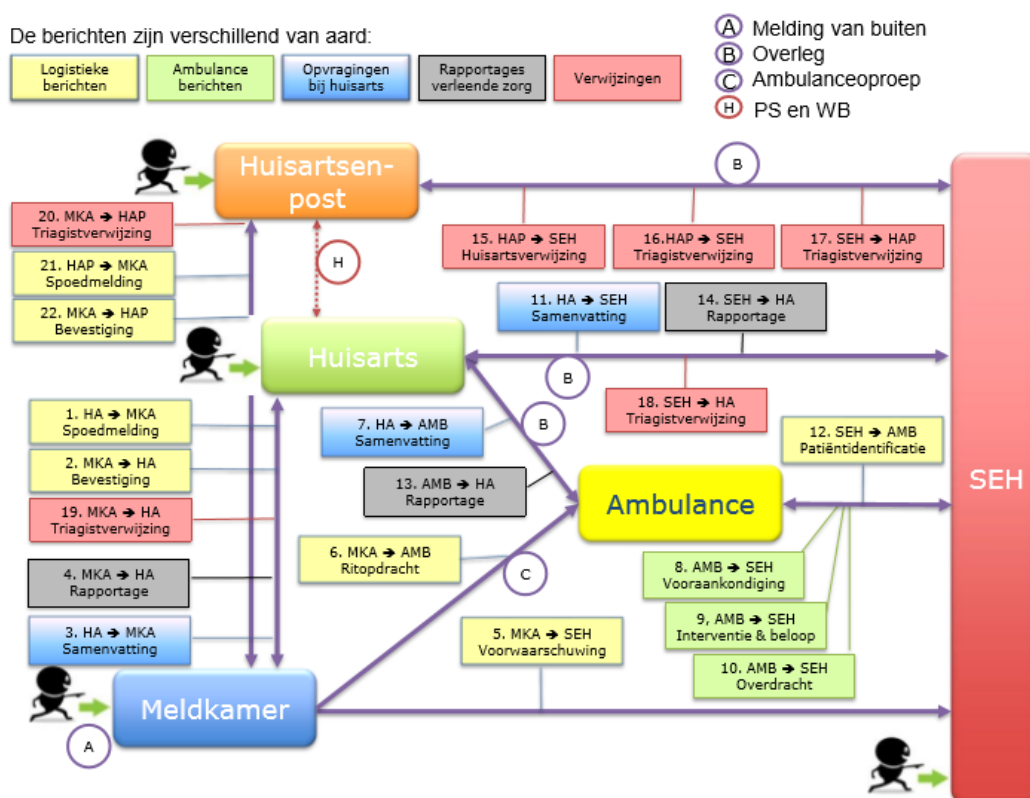 De berichten zijn verschillend van aard:
Logistieke
berichten
Ambulance
berichten
Opvragingen
bij huisarts
Rapportages
verleende zorg
Verwijzingen
A Melding van buiten
B Overleg
C Ambulanceoproep
H PS en WB
Huisartsen-
post
B
20. MKA ➔ HAP
Triagistverwijzing
21. HAP ➔ MKA
Spoedmelding
22. MKA ➔ HAP
Bevestiging
H
15. HAP ➔ SEH
Huisartsverwijzing
16.HAP ➔ SEH
Triagistverwijzing
17. SEH ➔ HAP
Triagistverwijzing
11. HA ➔ SEH
Samenvatting
14. SEH ➔ HA
Rapportage
Huisarts
B
18. SEH ➔ HA
Triagistverwijzing
1. HA ➔ MKA
Spoedmelding
2. MKA ➔ HA
Bevestiging
19. MKA ➔ HA
Triagistverwijzing
4. MKA ➔ HA
Rapportage
3. HA ➔ MKA
Samenvatting
7. HA ➔ AMB
Samenvatting
B
13. AMB ➔ HA
Rapportage
12. SEH ➔ AMB
Patiëntidentificatie
SEH
Ambulance
6. MKA ➔ AMB
Ritopdracht
C
8. AMB ➔ SEH
Vooraankondiging
9, AMB ➔ SEH
Interventie & beloop
10. AMB ➔ SEH
Overdracht
5. MKA ➔ SEH
Voorwaarschuwing
Meldkamer
A